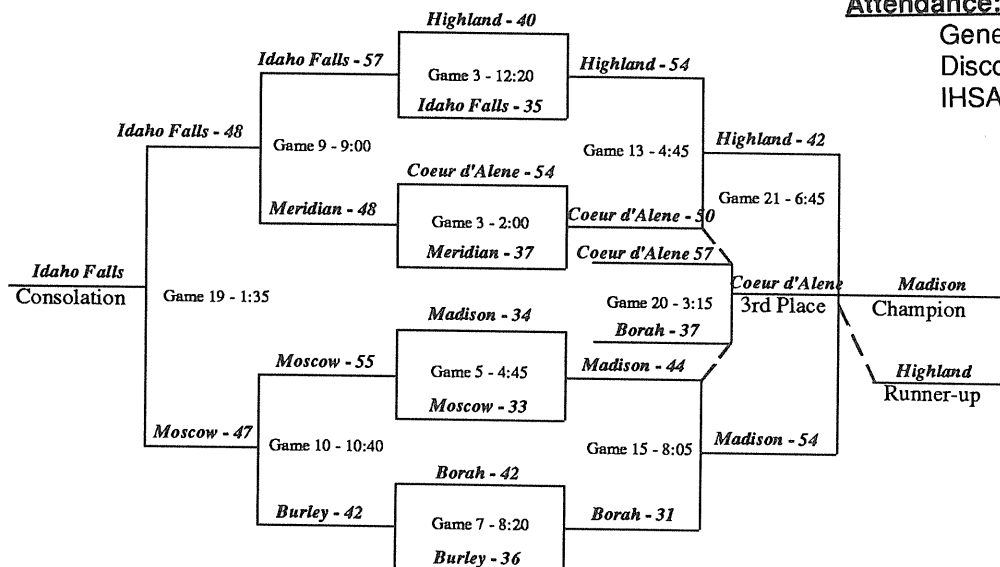 Attendance:
Gene
Disco
IHSA
Highland - 40
Idaho Falls - 57
Game 3 - 12:20
Highland - 54
Idaho Falls - 35
Idaho Falls - 48
Game 9 - 9:00
Game 13 - 4:45
Highland - 42
Coeur d'Alene - 54
Game 21 - 6:45
Meridian - 48
Game 3 - 2:00
Coeur d'Alene - 50
Meridian - 37
Coeur d'Alene 57
Idaho Falls
Consolation
Game 19 - 1:35
Game 20 - 3:15
Coeur d'Alene
3rd Place
Madison
Champion
Madison - 34
Borah - 37
Moscow - 55
Game 5 - 4:45
Madison - 44
Highland
Runner-up
Moscow - 33
Moscow - 47
Game 10 - 10:40
Game 15 - 8:05
Madison - 54
Borah - 42
Burley - 42
Game 7 - 8:20
Borah - 31
Burley - 36